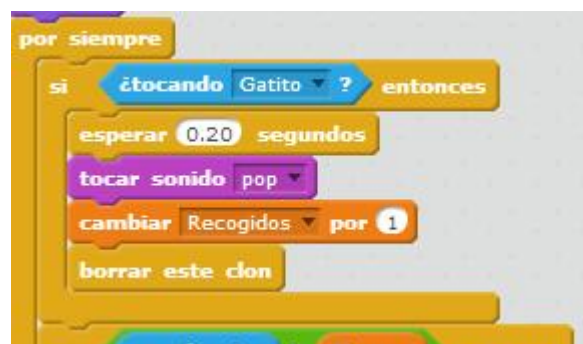 por siempre
si ¿tocando Gatito ? entonces
esperar 0.20 segundos
tocar sonido pop
cambiar Recogidos por 1
borrar este clon